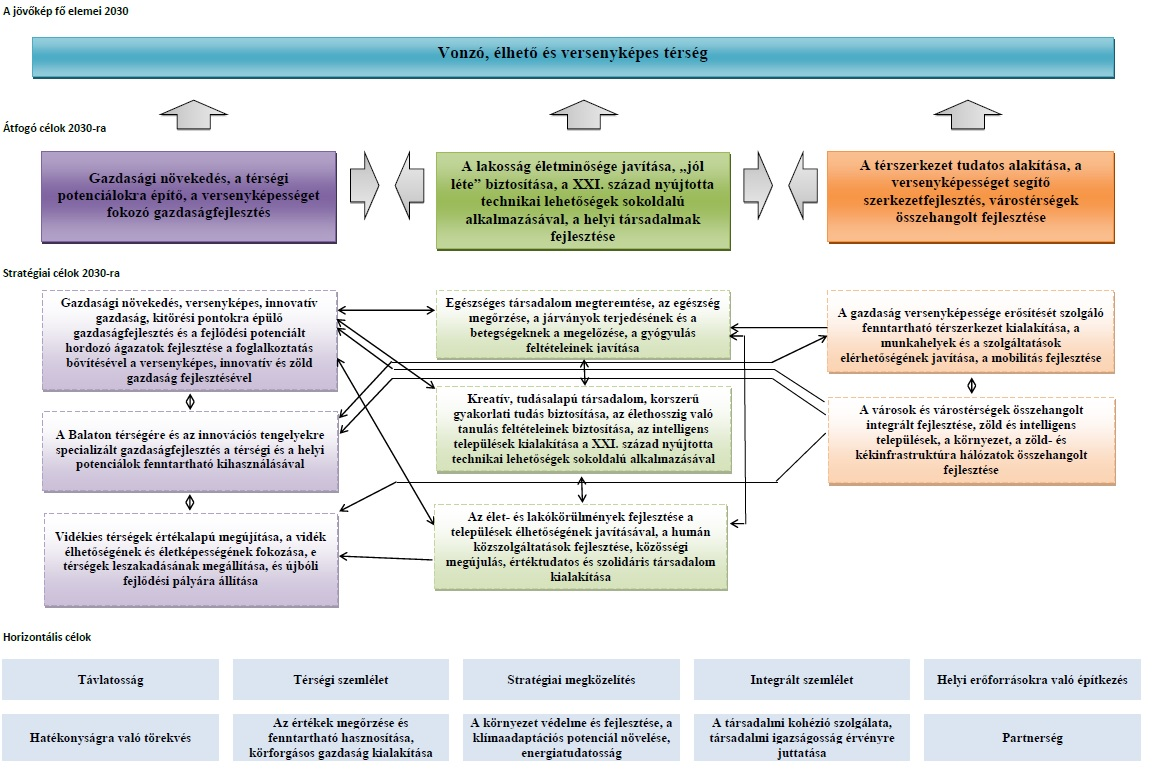 A jövőkép fő elemei 2030
Vonzó, élhető és versenyképes térség
Átfogó célok 2030-ra
Gazdasági növekedés, a térségi
potenciálokra építő, a versenyképességet
fokozó gazdaságfejlesztés
A lakosság életminősége javítása, „jól
léte” biztosítása, a XXI. század nyújtotta
technikai lehetőségek sokoldalú
alkalmazásával, a helyi társadalmak
fejlesztése
A térszerkezet tudatos alakítása, a
versenyképességet segítő
szerkezetfejlesztés, várostérségek
összehangolt fejlesztése
Stratégiai célok 2030-ra
Gazdasági növekedés, versenyképes, innovatív
gazdaság, kitörési pontokra épülő
gazdaságfejlesztés és a fejlődési potenciált
hordozó ágazatok fejlesztése a foglalkoztatás
bővítésével a versenyképes, innovatív és zöld
gazdaság fejlesztésével
Egészséges társadalom megteremtése, az egészség
megőrzése, a járványok terjedésének és a
betegségeknek a megelőzése, a gyógyulás
feltételeinek javítása
A gazdaság versenyképessége erősítését szolgáló
fenntartható térszerkezet kialakítása, a
munkahelyek és a szolgáltatások
elérhetőségének javítása, a mobilitás fejlesztése
A Balaton térségére és az innovációs tengelyekre
specializált gazdaságfejlesztés a térségi és a helyi
potenciálok fenntartható kihasználásával
Kreatív, tudásalapú társadalom, korszerű
gyakorlati tudás biztosítása, az élethosszig való
tanulás feltételeinek biztosítása, az intelligens
települések kialakítása a XXI. század nyújtotta
technikai lehetőségek sokoldalú alkalmazásával
A városok és várostérségek összehangolt
integrált fejlesztése, zöld és intelligens
települések, a környezet, a zöld- és
kékinfrastruktúra hálózatok összehangolt
fejlesztése
Vidékies térségek értékalapú megújítása, a vidék
élhetőségének és életképességének fokozása, e
térségek leszakadásának megállítása, és újbóli
fejlődési pályára állítása
Az élet- és lakókörülmények fejlesztése a
települések élhetőségének javításával, a humán
közszolgáltatások fejlesztése, közösségi
megújulás, értéktudatos és szolidáris társadalom
kialakítása
Horizontális célok
Távlatosság
Térségi szemlélet
Stratégiai megközelítés
Integrált szemlélet
Helyi erőforrásokra való építkezés
Hatékonyságra való törekvés
Az értékek megőrzése és
fenntartható hasznosítása,
körforgásos gazdaság kialakítása
A környezet védelme és fejlesztése, a
klímaadaptációs potenciál növelése,
energiatudatosság
A társadalmi kohézió szolgálata,
társadalmi igazságosság érvényre
juttatása
Partnerség